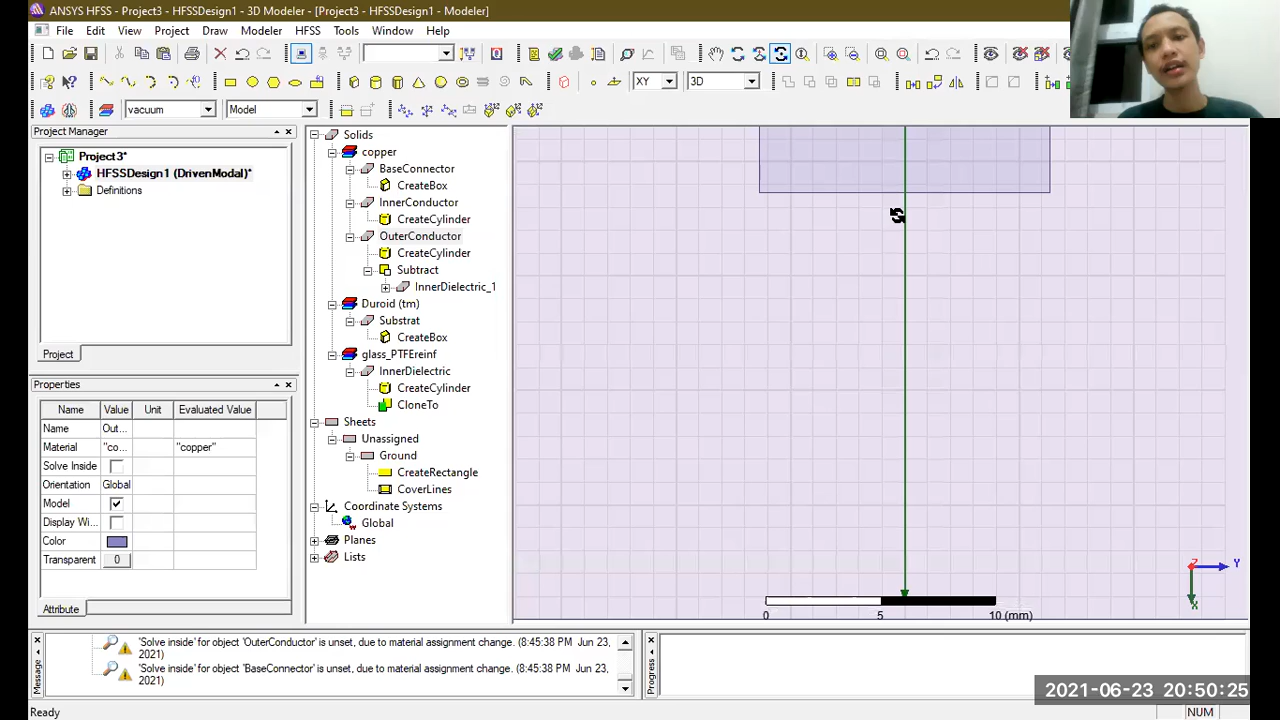 ANSYS HFSS - Project3 - HFSSDesign1 - 3D Modeler - [Project3 - HFSSDesign1 - Modeler]
File Edit View Project Draw Modeler HFSS Tools Window Help
XY 3D
vacuum Model
Project Manager
Project3*
HFSSDesign1 (DrivenModal)*
Definitions
Project
Properties
Name Value Unit Evaluated Value
Name Out...
Material "co... "copper"
Solve Inside
Orientation Global
Model
Display Wi...
Color
Transparent 0
Attribute
Solids
copper
BaseConnector
CreateBox
InnerConductor
CreateCylinder
OuterConductor
CreateCylinder
Subtract
InnerDielectric_1
Duroid (tm)
Substrat
CreateBox
glass_PTFEreinf
InnerDielectric
CreateCylinder
CloneTo
Sheets
Unassigned
Ground
CreateRectangle
CoverLines
Coordinate Systems
Global
Planes
Lists
Z Y
X
0 5 10 (mm)
Message
'Solve inside' for object 'OuterConductor' is unset, due to material assignment change. (8:45:38 PM Jun 23,
2021)
'Solve inside' for object 'BaseConnector' is unset, due to material assignment change. (8:45:38 PM Jun 23,
2021)
Progress
2021-06-23 20:50:25
Ready NUM